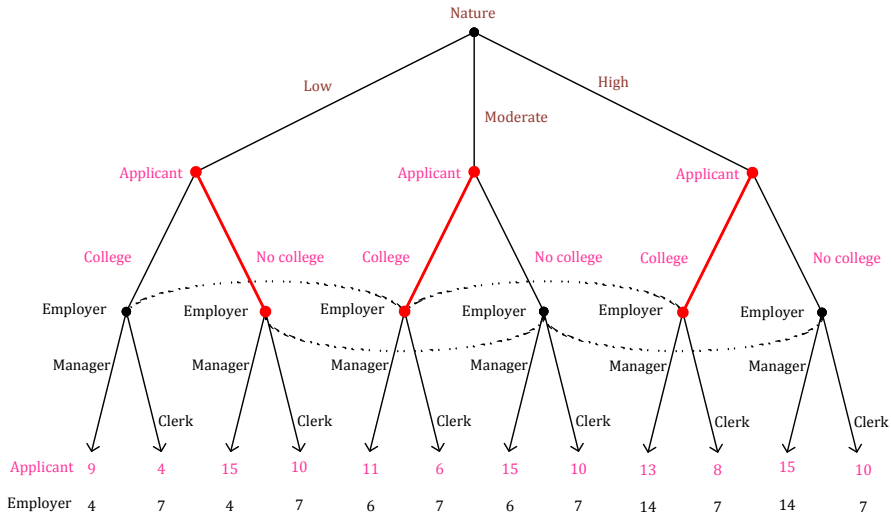 Nature
Low
High
Moderate
Applicant Applicant Applicant
College No college College No college College No college
Employer Employer Employer Employer Employer Employer
Manager Manager Manager Manager Manager Manager
Clerk Clerk Clerk Clerk Clerk Clerk
Applicant 9 4 15 10 11 6 15 10 13 8 15 10
Employer 4 7 4 7 6 7 6 7 14 7 14 7